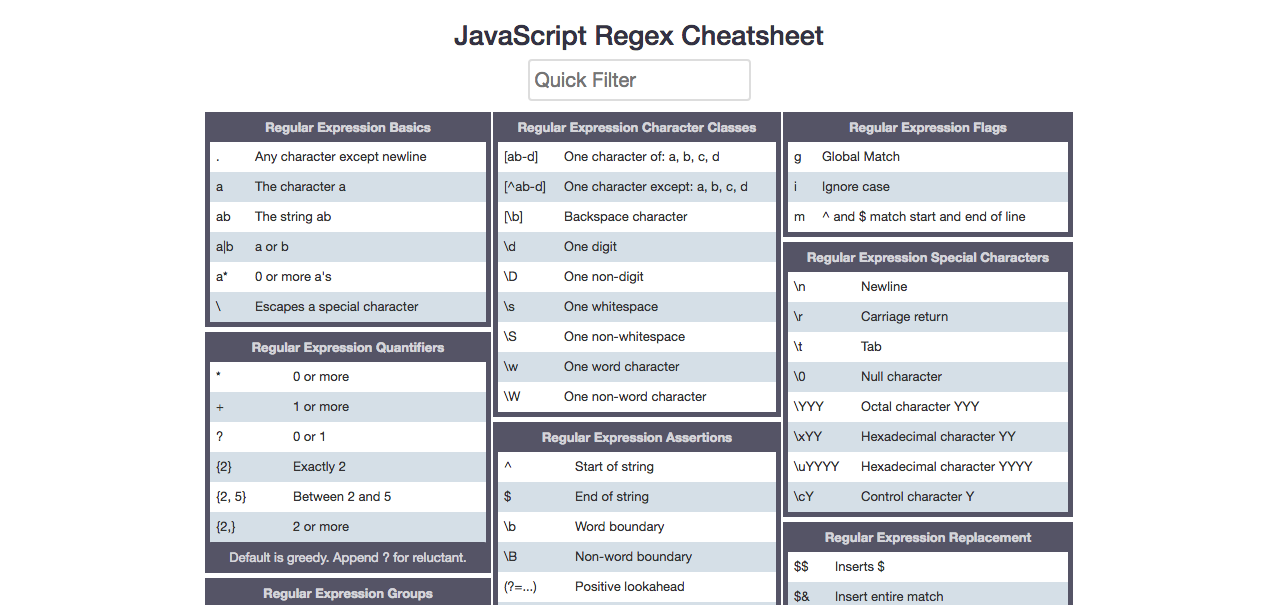 JavaScript Regex Cheatsheet
Quick Filter
Regular Expression Basics
. Any character except newline
a The character a
ab The string ab
a|b a or b
a* 0 or more a's
\ Escapes a special character
Regular Expression Quantifiers
* 0 or more
+ 1 or more
? 0 or 1
{2} Exactly 2
{2, 5} Between 2 and 5
{2,} 2 or more
Default is greedy. Append ? for reluctant.
Regular Expression Groups
Regular Expression Character Classes
[ab-d] One character of: a, b, c, d
[^ab-d] One character except: a, b, c, d
[\b] Backspace character
\d One digit
\D One non-digit
\s One whitespace
\S One non-whitespace
\w One word character
\W One non-word character
Regular Expression Assertions
^ Start of string
$ End of string
\b Word boundary
\B Non-word boundary
(?=...) Positive lookahead
Regular Expression Flags
g Global Match
i Ignore case
m ^ and $ match start and end of line
Regular Expression Special Characters
\n Newline
\r Carriage return
\t Tab
\0 Null character
\YYY Octal character YYY
\xYY Hexadecimal character YY
\uYYYY Hexadecimal character YYYY
\cY Control character Y
Regular Expression Replacement
$$ Inserts $
$& Insert entire match